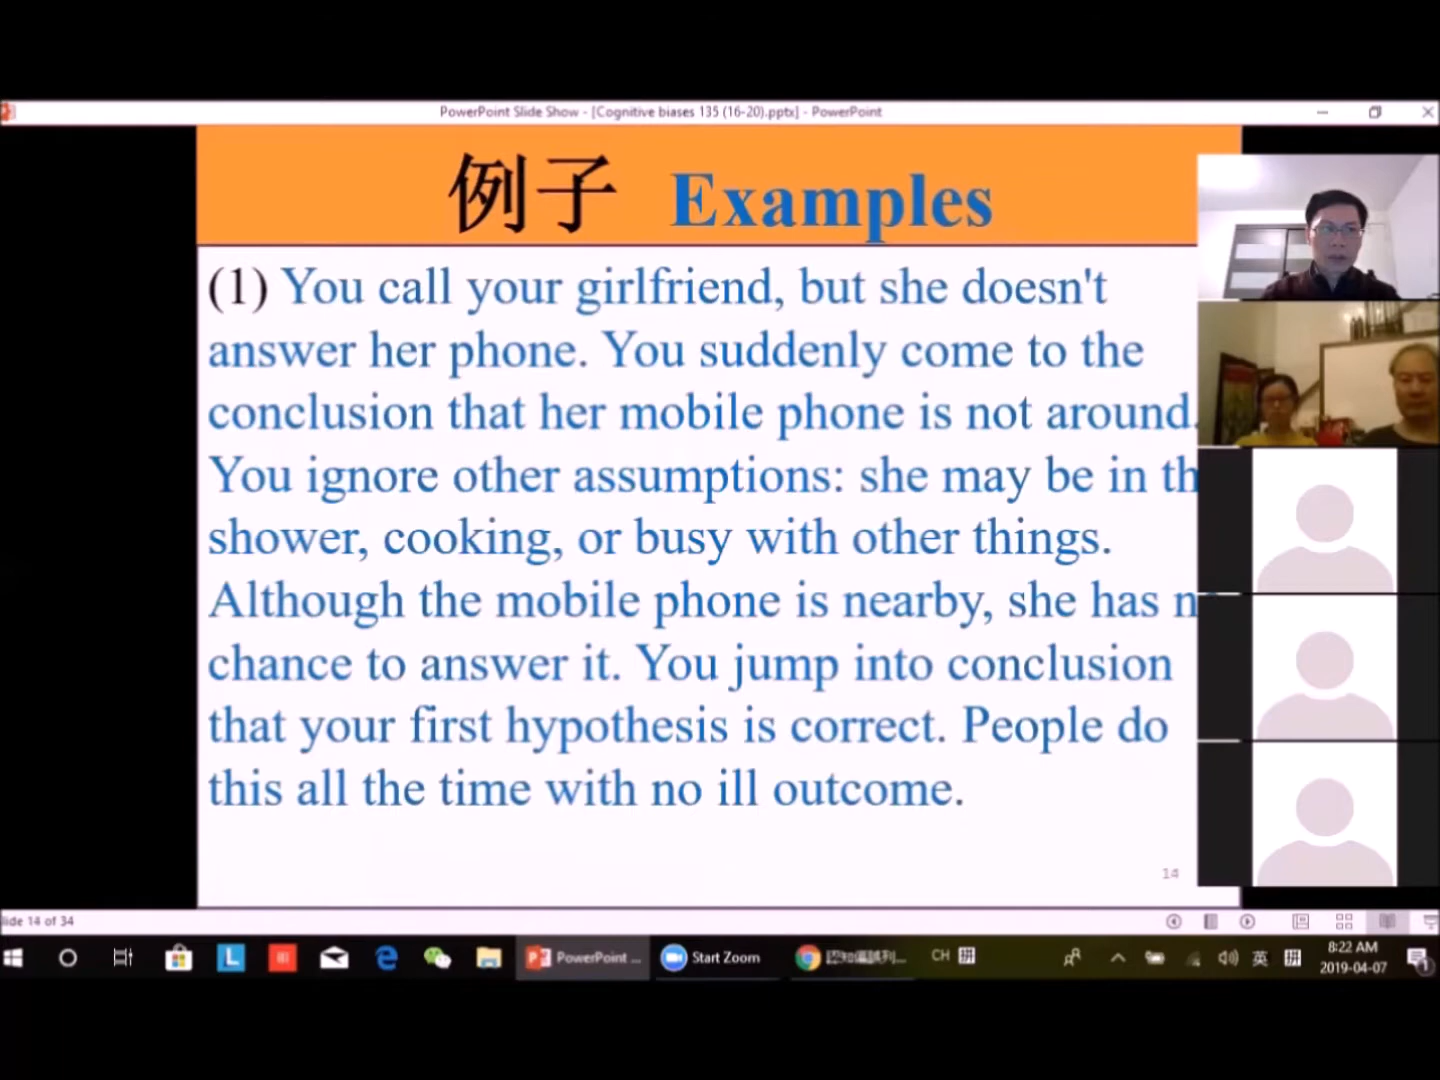 PowerPoint Slide Show - [Cognitive biases 135 (16-20).pptx] - PowerPoint
例子 Examples
(1) You call your girlfriend, but she doesn't
answer her phone. You suddenly come to the
conclusion that her mobile phone is not around.
You ignore other assumptions: she may be in th
shower, cooking, or busy with other things.
Although the mobile phone is nearby, she has n
chance to answer it. You jump into conclusion
that your first hypothesis is correct. People do
this all the time with no ill outcome.
14
lide 14 of 34
L
PowerPoint ...
Start Zoom
CH 拼
英 拼
8:22 AM
2019-04-07